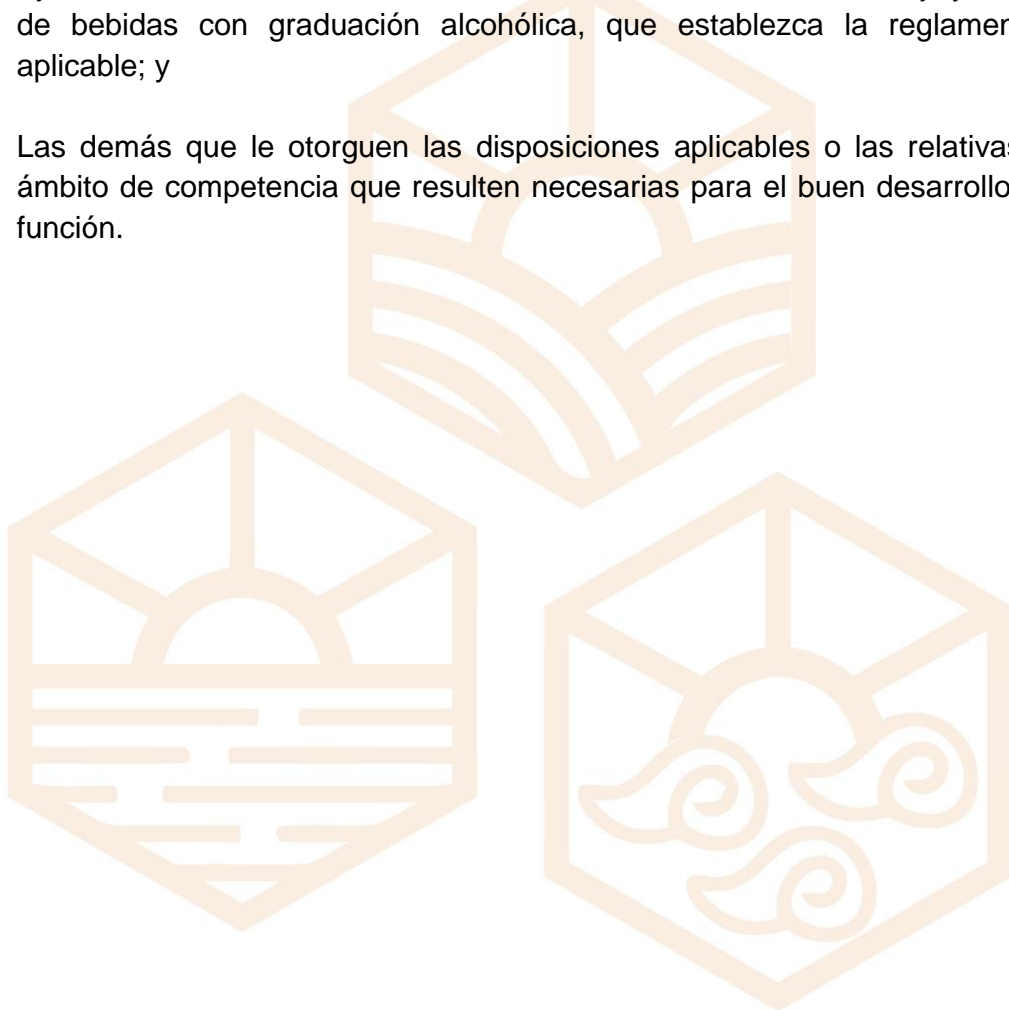 de bebidas con graduación alcohólica, que establezca la reglamen
aplicable; y
Las demás que le otorguen las disposiciones aplicables o las relativas
ámbito de competencia que resulten necesarias para el buen desarrollo
función.